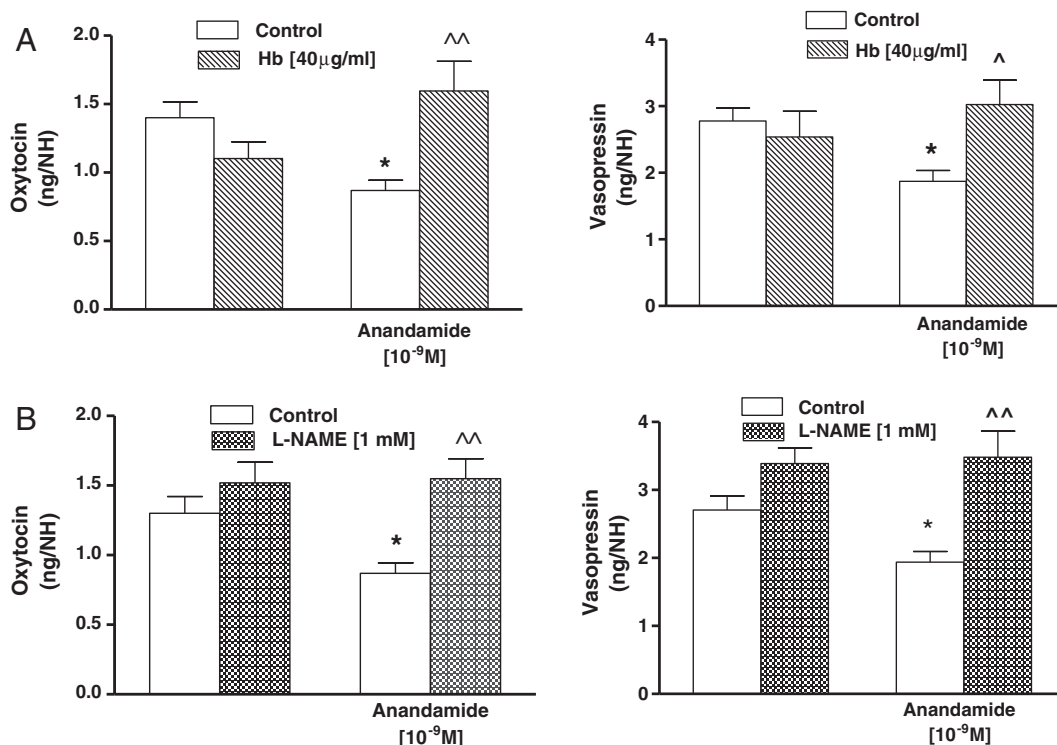 A
Control
Hb [40μg/ml]
^^
*
2.0
1.5
1.0
0.5
0.0
Oxytocin
(ng/NH)
Anandamide
[10⁻⁹M]
Control
Hb [40μg/ml]
^
*
4
3
2
1
0
Vasopressin
(ng/NH)
Anandamide
[10⁻⁹M]
B
Control
L-NAME [1 mM]
^^
*
2.0
1.5
1.0
0.5
0.0
Oxytocin
(ng/NH)
Anandamide
[10⁻⁹M]
Control
L-NAME [1 mM]
^^
*
4
3
2
1
0
Vasopressin
(ng/NH)
Anandamide
[10⁻⁹M]